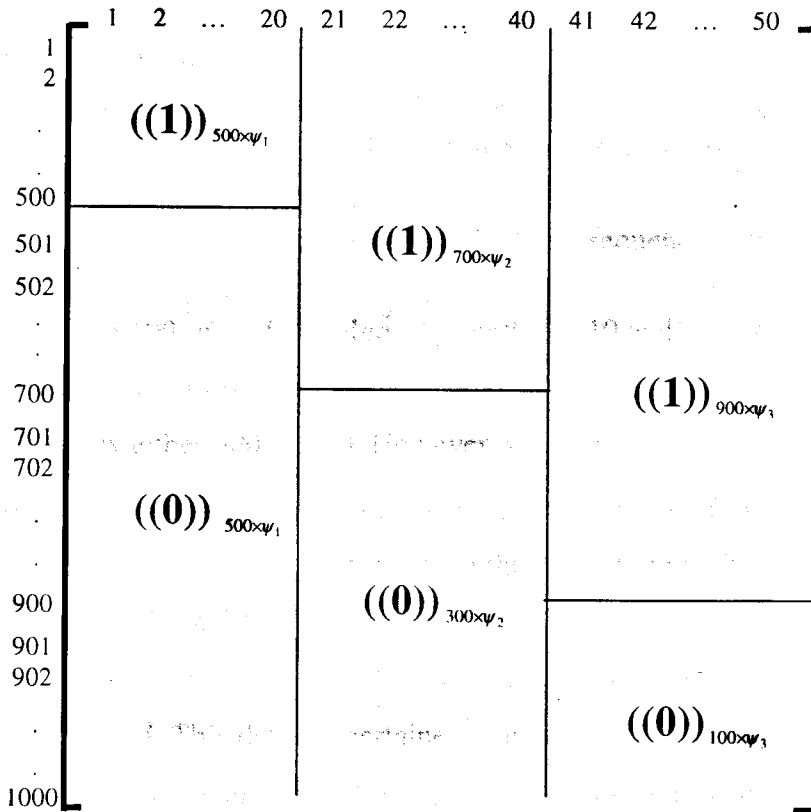 1 2 ... 20 21 22 ... 40 41 42 ... 50
1
2
((1)) 500×ψ₁
.
500
501 ((1)) 700×ψ₂
502
.
700 ((1)) 900×ψ₃
701
702
((0)) 500×ψ₁
.
.
900 ((0)) 300×ψ₂
901
902
.
((0)) 100×ψ₃
.
1000